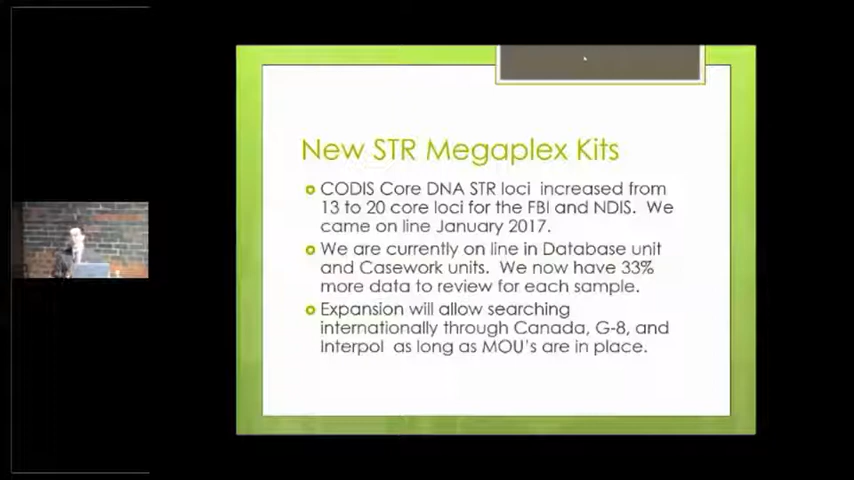 New STR Megaplex Kits
CODIS Core DNA STR loci increased from
13 to 20 core loci for the FBI and NDIS. We
came on line January 2017.
We are currently on line in Database unit
and Casework units. We now have 33%
more data to review for each sample.
Expansion will allow searching
internationally through Canada, G-8, and
Interpol as long as MOU's are in place.